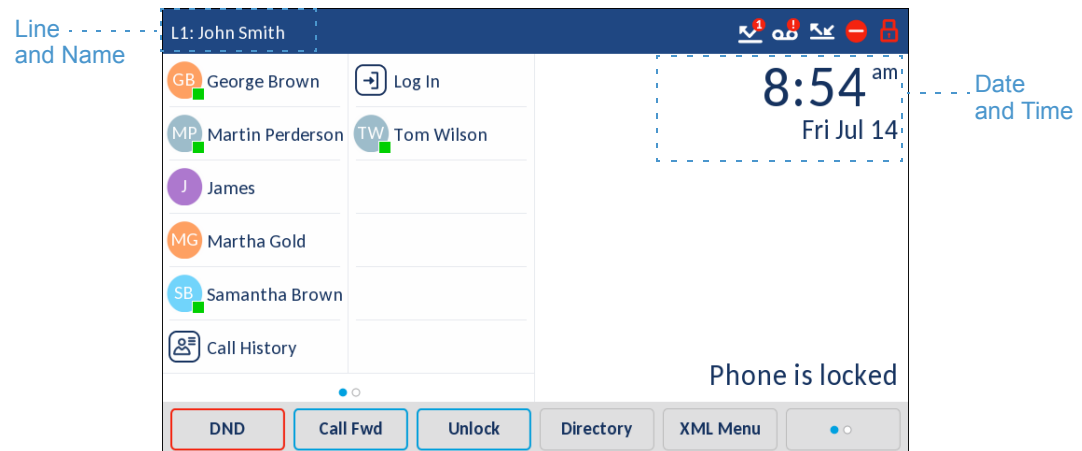 Line
and Name
L1: John Smith
1
!
GB George Brown
Log In
8:54 am
Date
and Time
MP Martin Perderson
TW Tom Wilson
Fri Jul 14
J James
MG Martha Gold
SB Samantha Brown
Call History
Phone is locked
DND
Call Fwd
Unlock
Directory
XML Menu